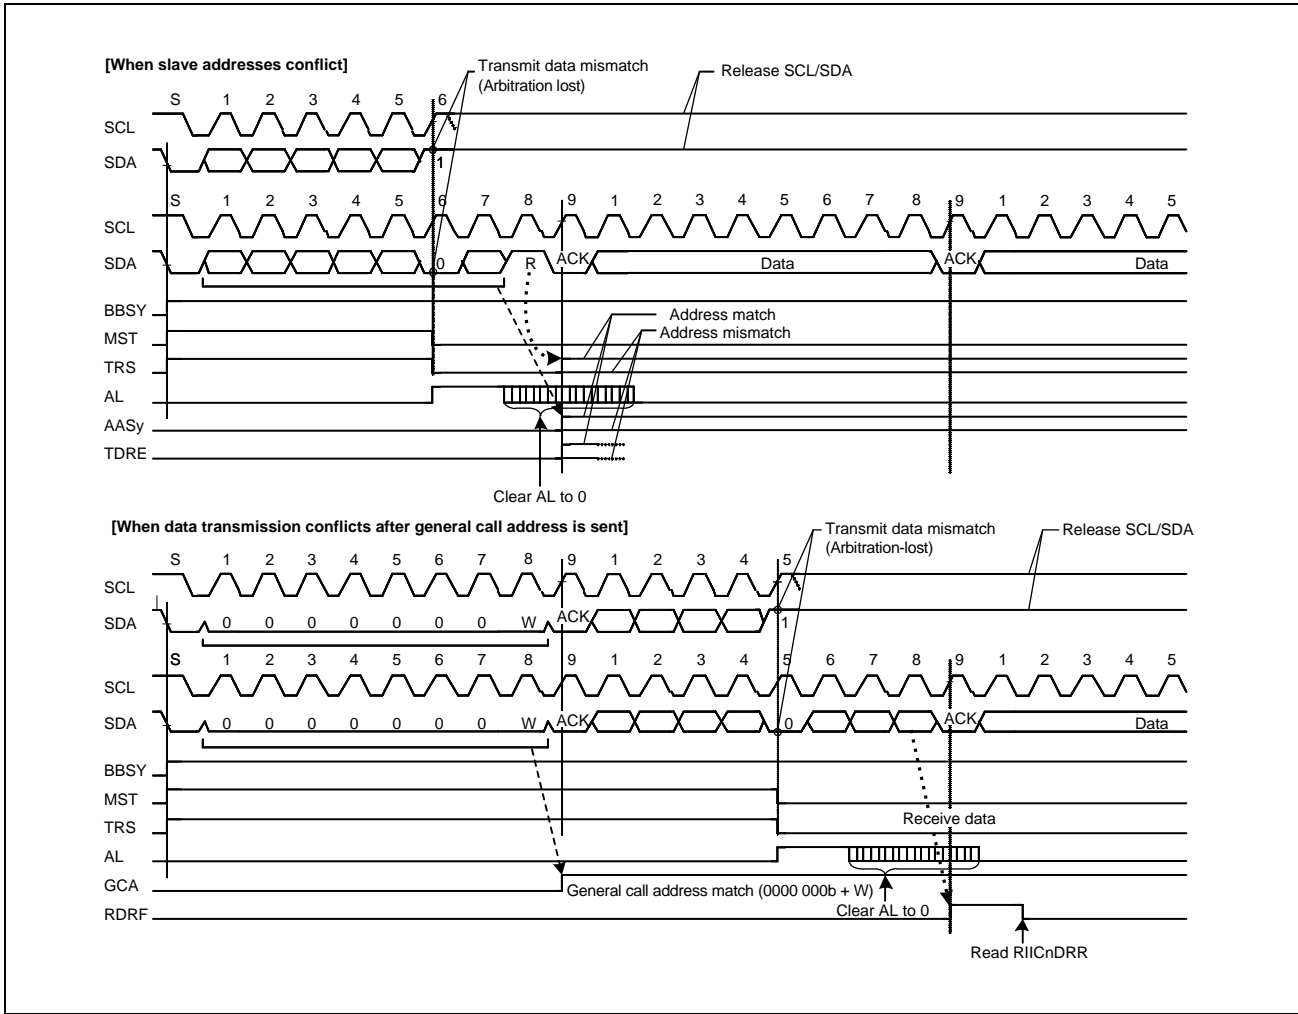 [When slave addresses conflict]
Transmit data mismatch
(Arbitration lost)
Release SCL/SDA
S 1 2 3 4 5 6
SCL
SDA
1
S 1 2 3 4 5 6 7 8 9 1 2 3 4 5 6 7 8 9 1 2 3 4 5
SCL
SDA 0 R ACK Data ACK Data
BBSY
Address match
MST
Address mismatch
TRS
AL
AASy
TDRE
Clear AL to 0
[When data transmission conflicts after general call address is sent]
Transmit data mismatch
(Arbitration-lost)
Release SCL/SDA
S 1 2 3 4 5 6 7 8 9 1 2 3 4 5
SCL
SDA 0 0 0 0 0 0 0 W ACK 1
S 1 2 3 4 5 6 7 8 9 1 2 3 4 5 6 7 8 9 1 2 3 4 5
SCL
SDA 0 0 0 0 0 0 0 W ACK 0 ACK Data
BBSY
MST
Receive data
TRS
AL
GCA
General call address match (0000 000b + W)
Clear AL to 0
RDRF
Read RIICnDRR